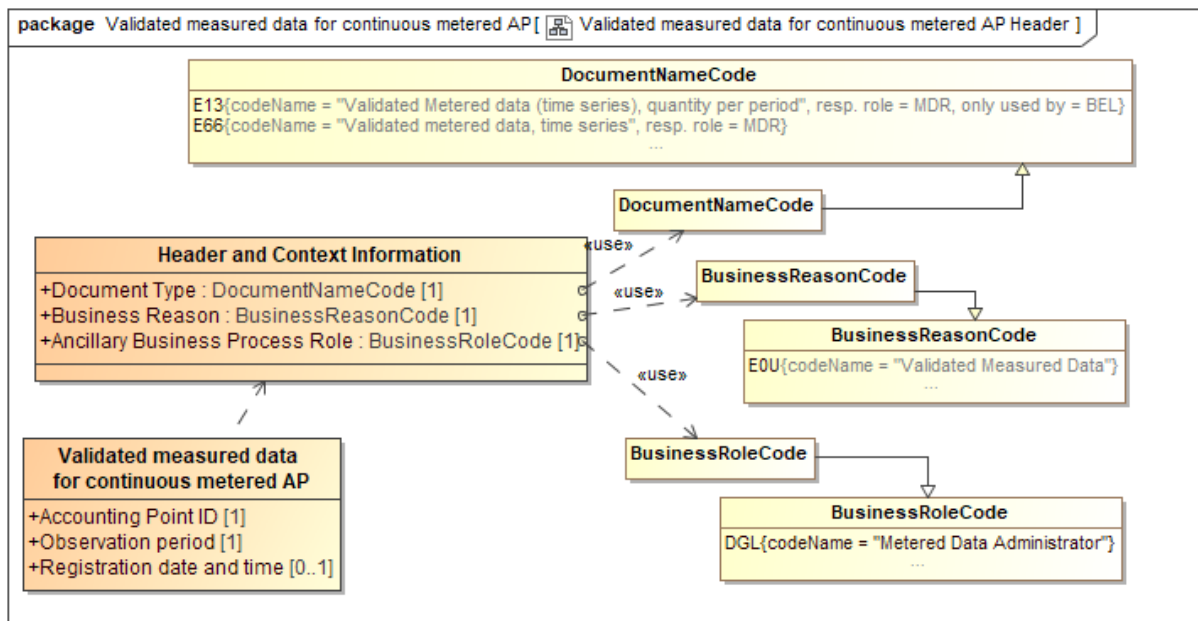 package Validated measured data for continuous metered AP[ Validated measured data for continuous metered AP Header ]
DocumentNameCode
E13{codeName = "Validated Metered data (time series), quantity per period", resp. role = MDR, only used by = BEL}
E66{codeName = "Validated metered data, time series", resp. role = MDR}
...
DocumentNameCode
«use»
Header and Context Information
+Document Type : DocumentNameCode [1]
+Business Reason : BusinessReasonCode [1]
+Ancillary Business Process Role : BusinessRoleCode [1]
«use»
BusinessReasonCode
BusinessReasonCode
E0U{codeName = "Validated Measured Data"}
...
«use»
BusinessRoleCode
BusinessRoleCode
DGL{codeName = "Metered Data Administrator"}
...
Validated measured data
for continuous metered AP
+Accounting Point ID [1]
+Observation period [1]
+Registration date and time [0..1]